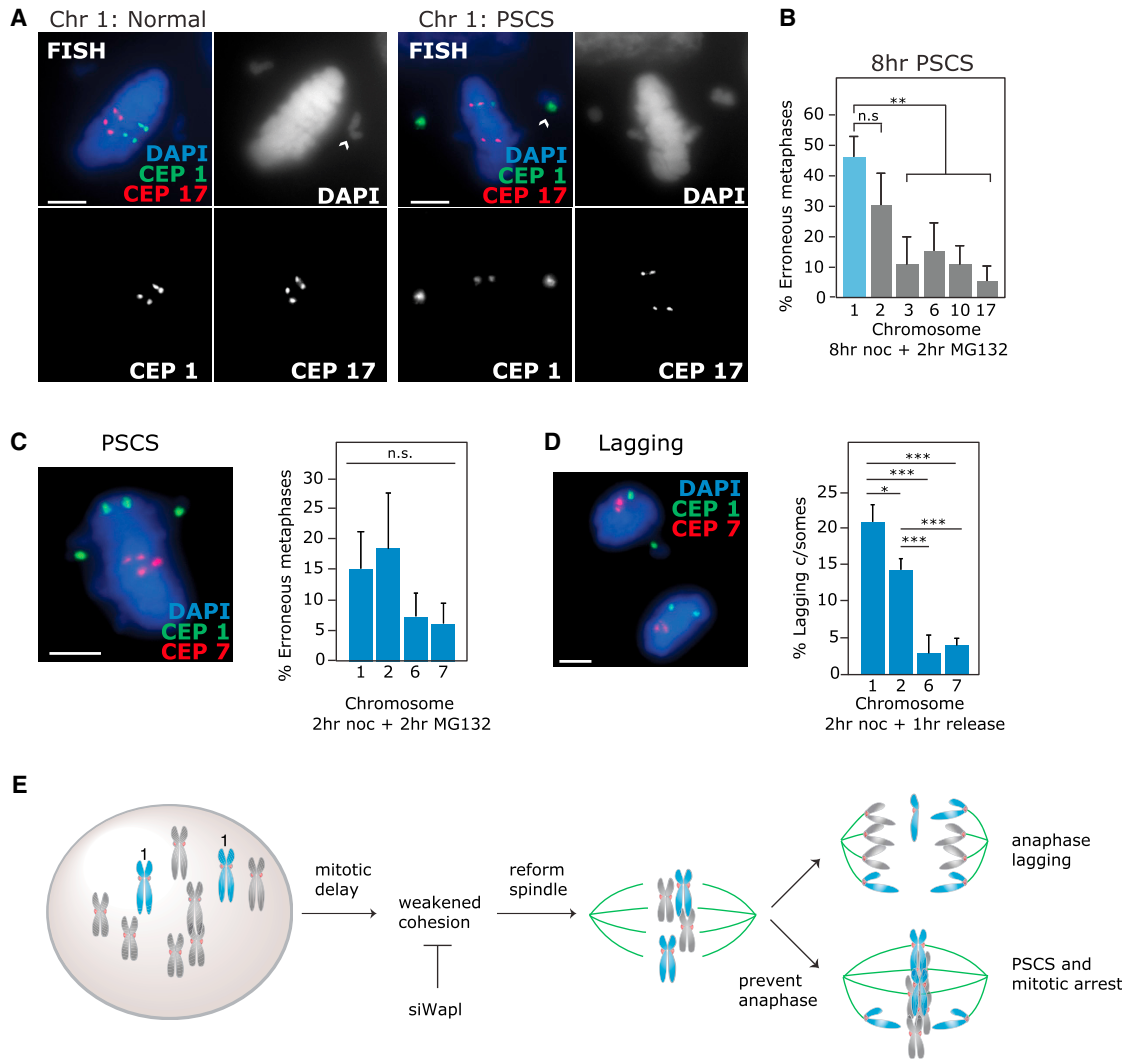 A
Chr 1: Normal
FISH
DAPI
CEP 1
CEP 17
DAPI
CEP 1
CEP 17
Chr 1: PSCS
FISH
DAPI
CEP 1
CEP 17
DAPI
CEP 1
CEP 17
B
8hr PSCS
% Erroneous metaphases
60
50
40
30
20
10
0
**
n.s
1 2 3 6 10 17
Chromosome
8hr noc + 2hr MG132
C
PSCS
DAPI
CEP 1
CEP 7
% Erroneous metaphases
30
25
20
15
10
5
0
n.s.
1 2 6 7
Chromosome
2hr noc + 2hr MG132
D
Lagging
DAPI
CEP 1
CEP 7
% Lagging c/somes
25
20
15
10
5
0
***
***
*
***
***
1 2 6 7
Chromosome
2hr noc + 1hr release
E
1
1
mitotic
delay
weakened
cohesion
siWapl
reform
spindle
prevent
anaphase
anaphase
lagging
PSCS and
mitotic arrest